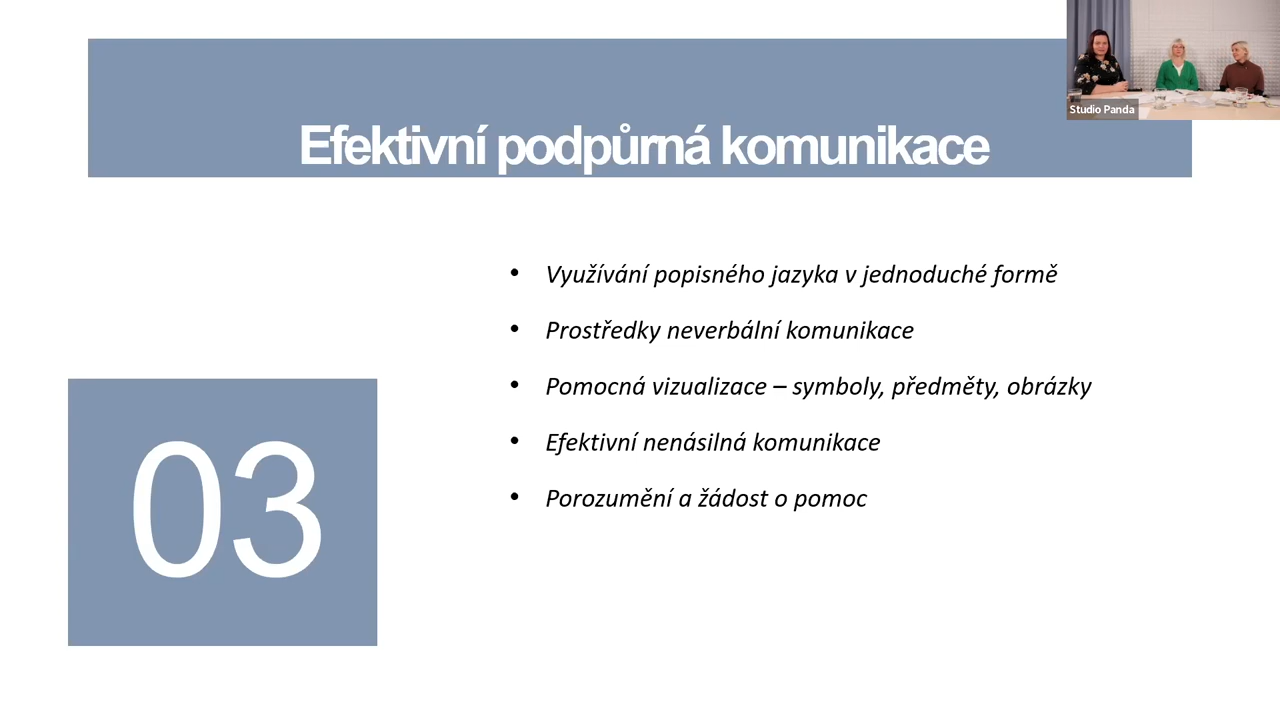 Efektivní podpůrná komunikace
Studio Panda
• Využívání popisného jazyka v jednoduché formě
• Prostředky neverbální komunikace
• Pomocná vizualizace – symboly, předměty, obrázky
• Efektivní nenásilná komunikace
• Porozumění a žádost o pomoc
03